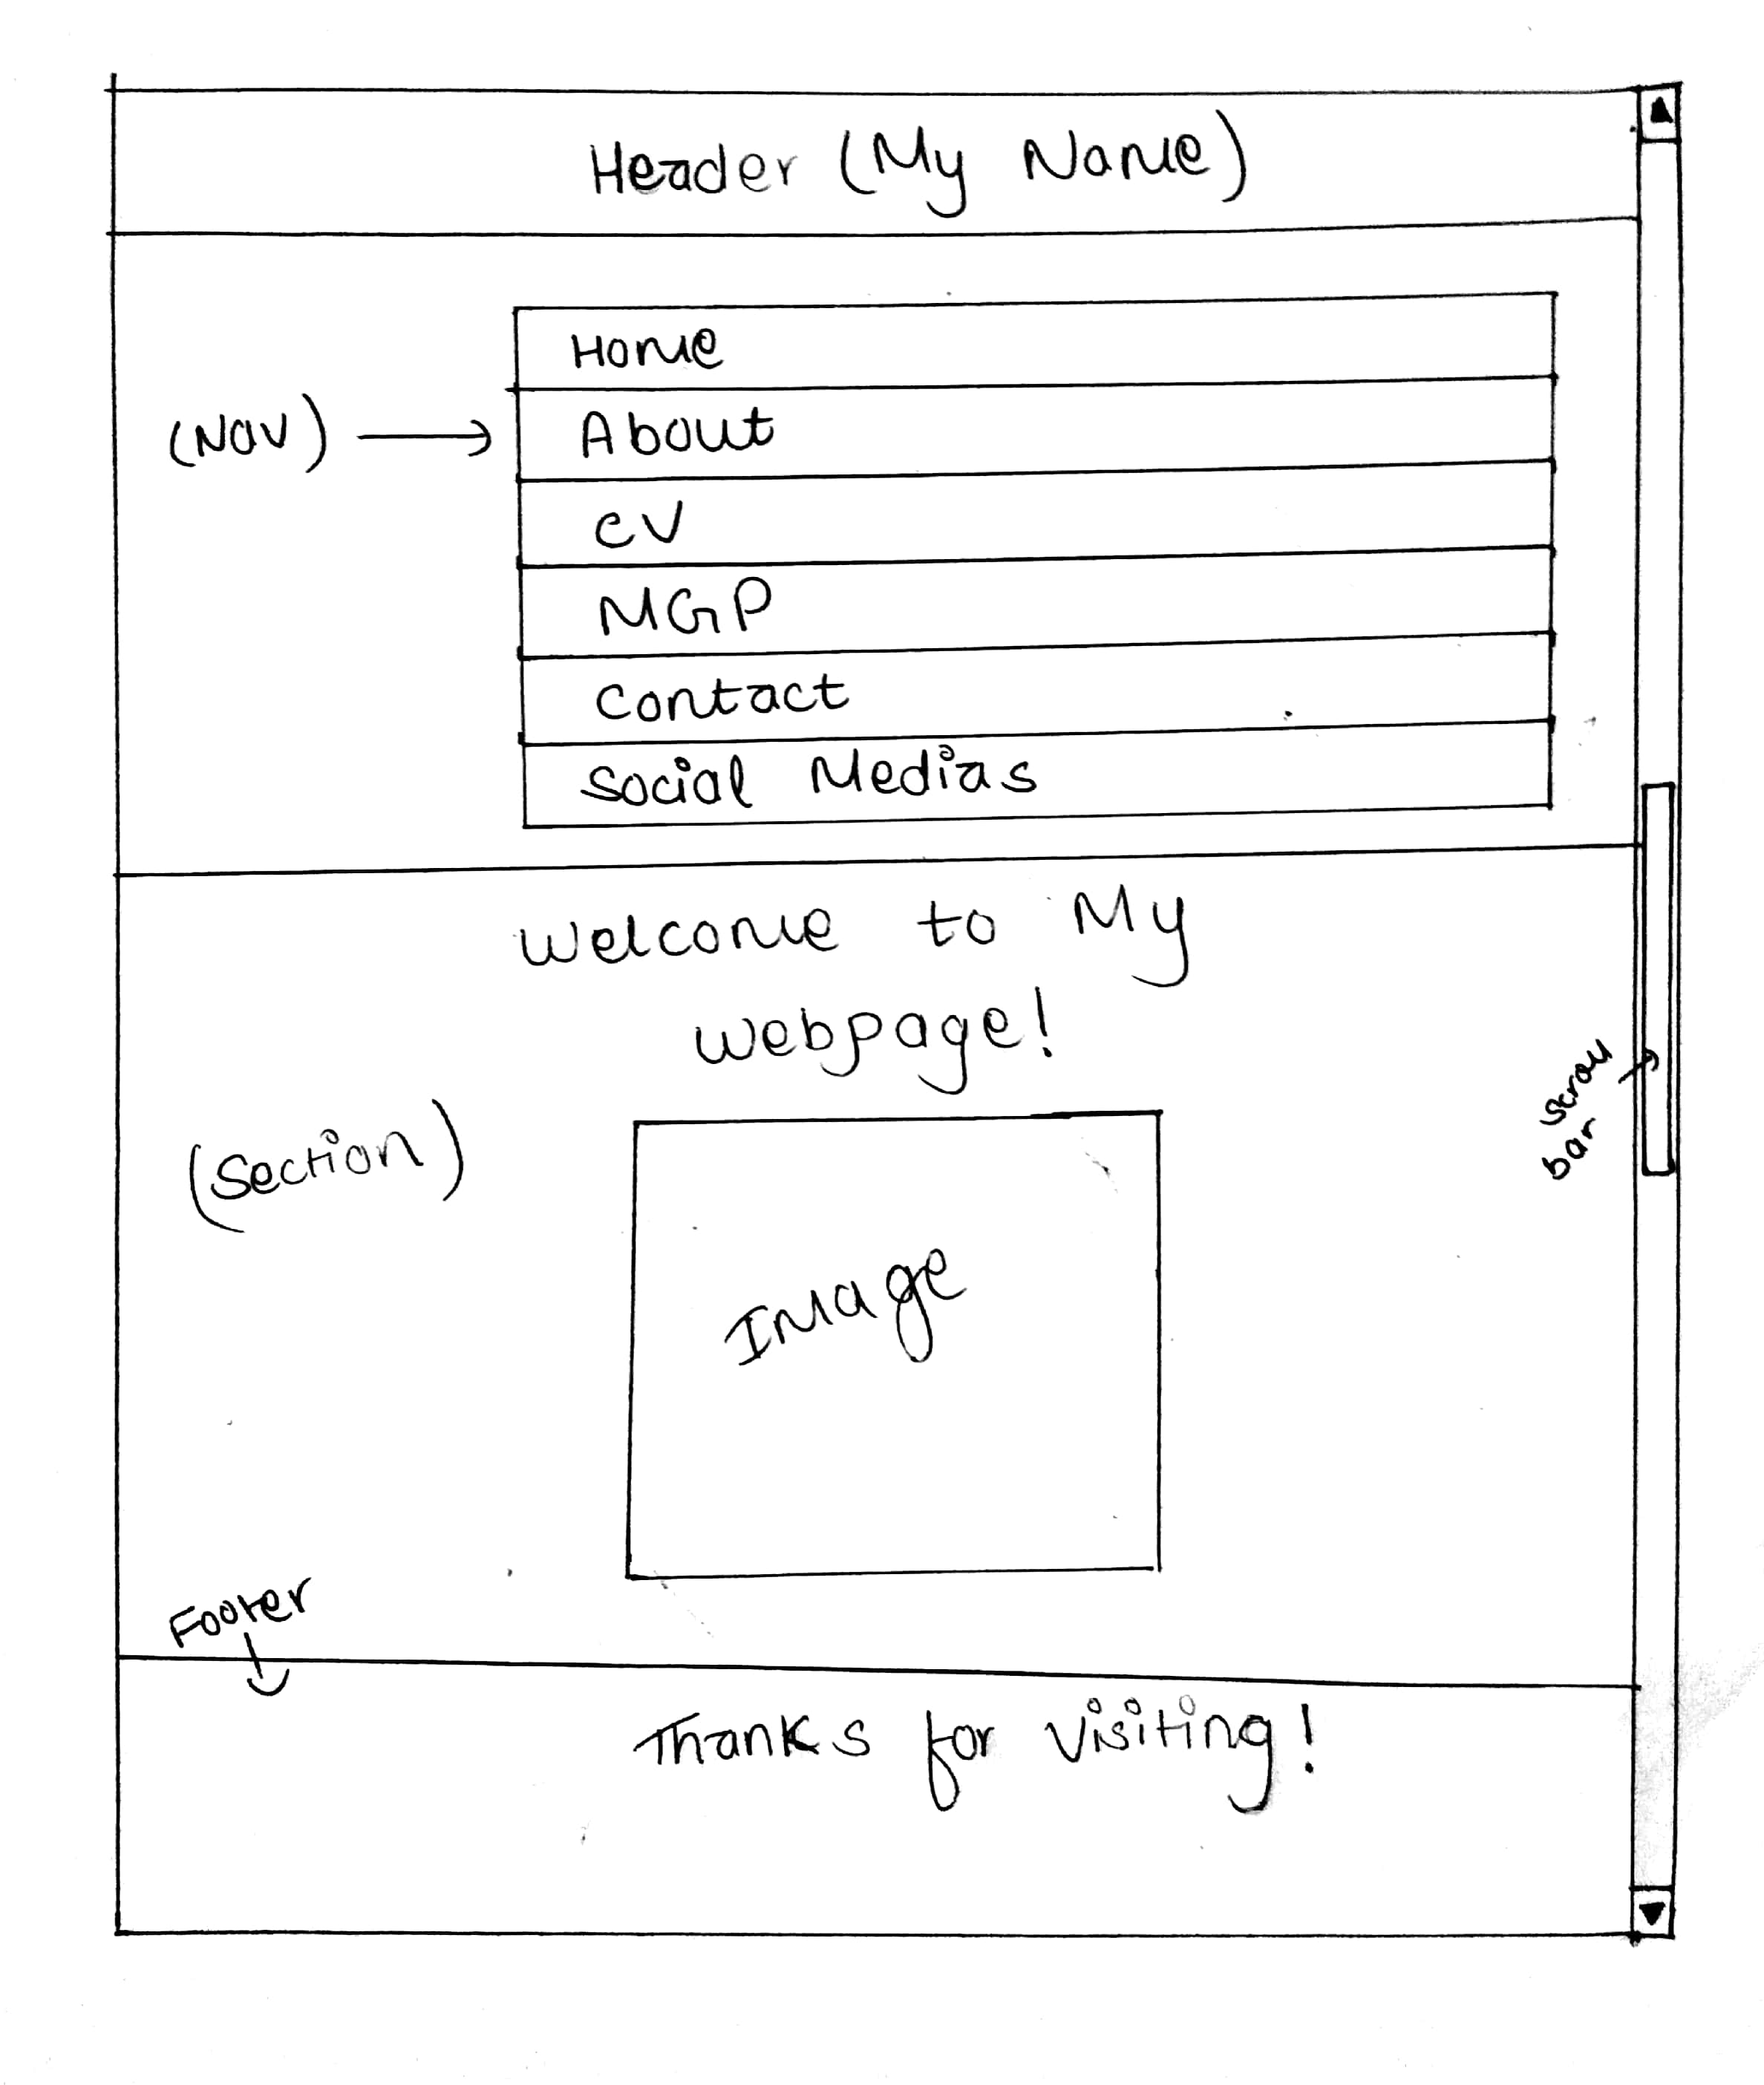 Header (My Name)
Home
(Nav)
About
CV
MGP
Contact
Social Medias
Welcome to My
webpage!
Scroll
bar
(Section)
Image
Footer
Thanks for Visiting!